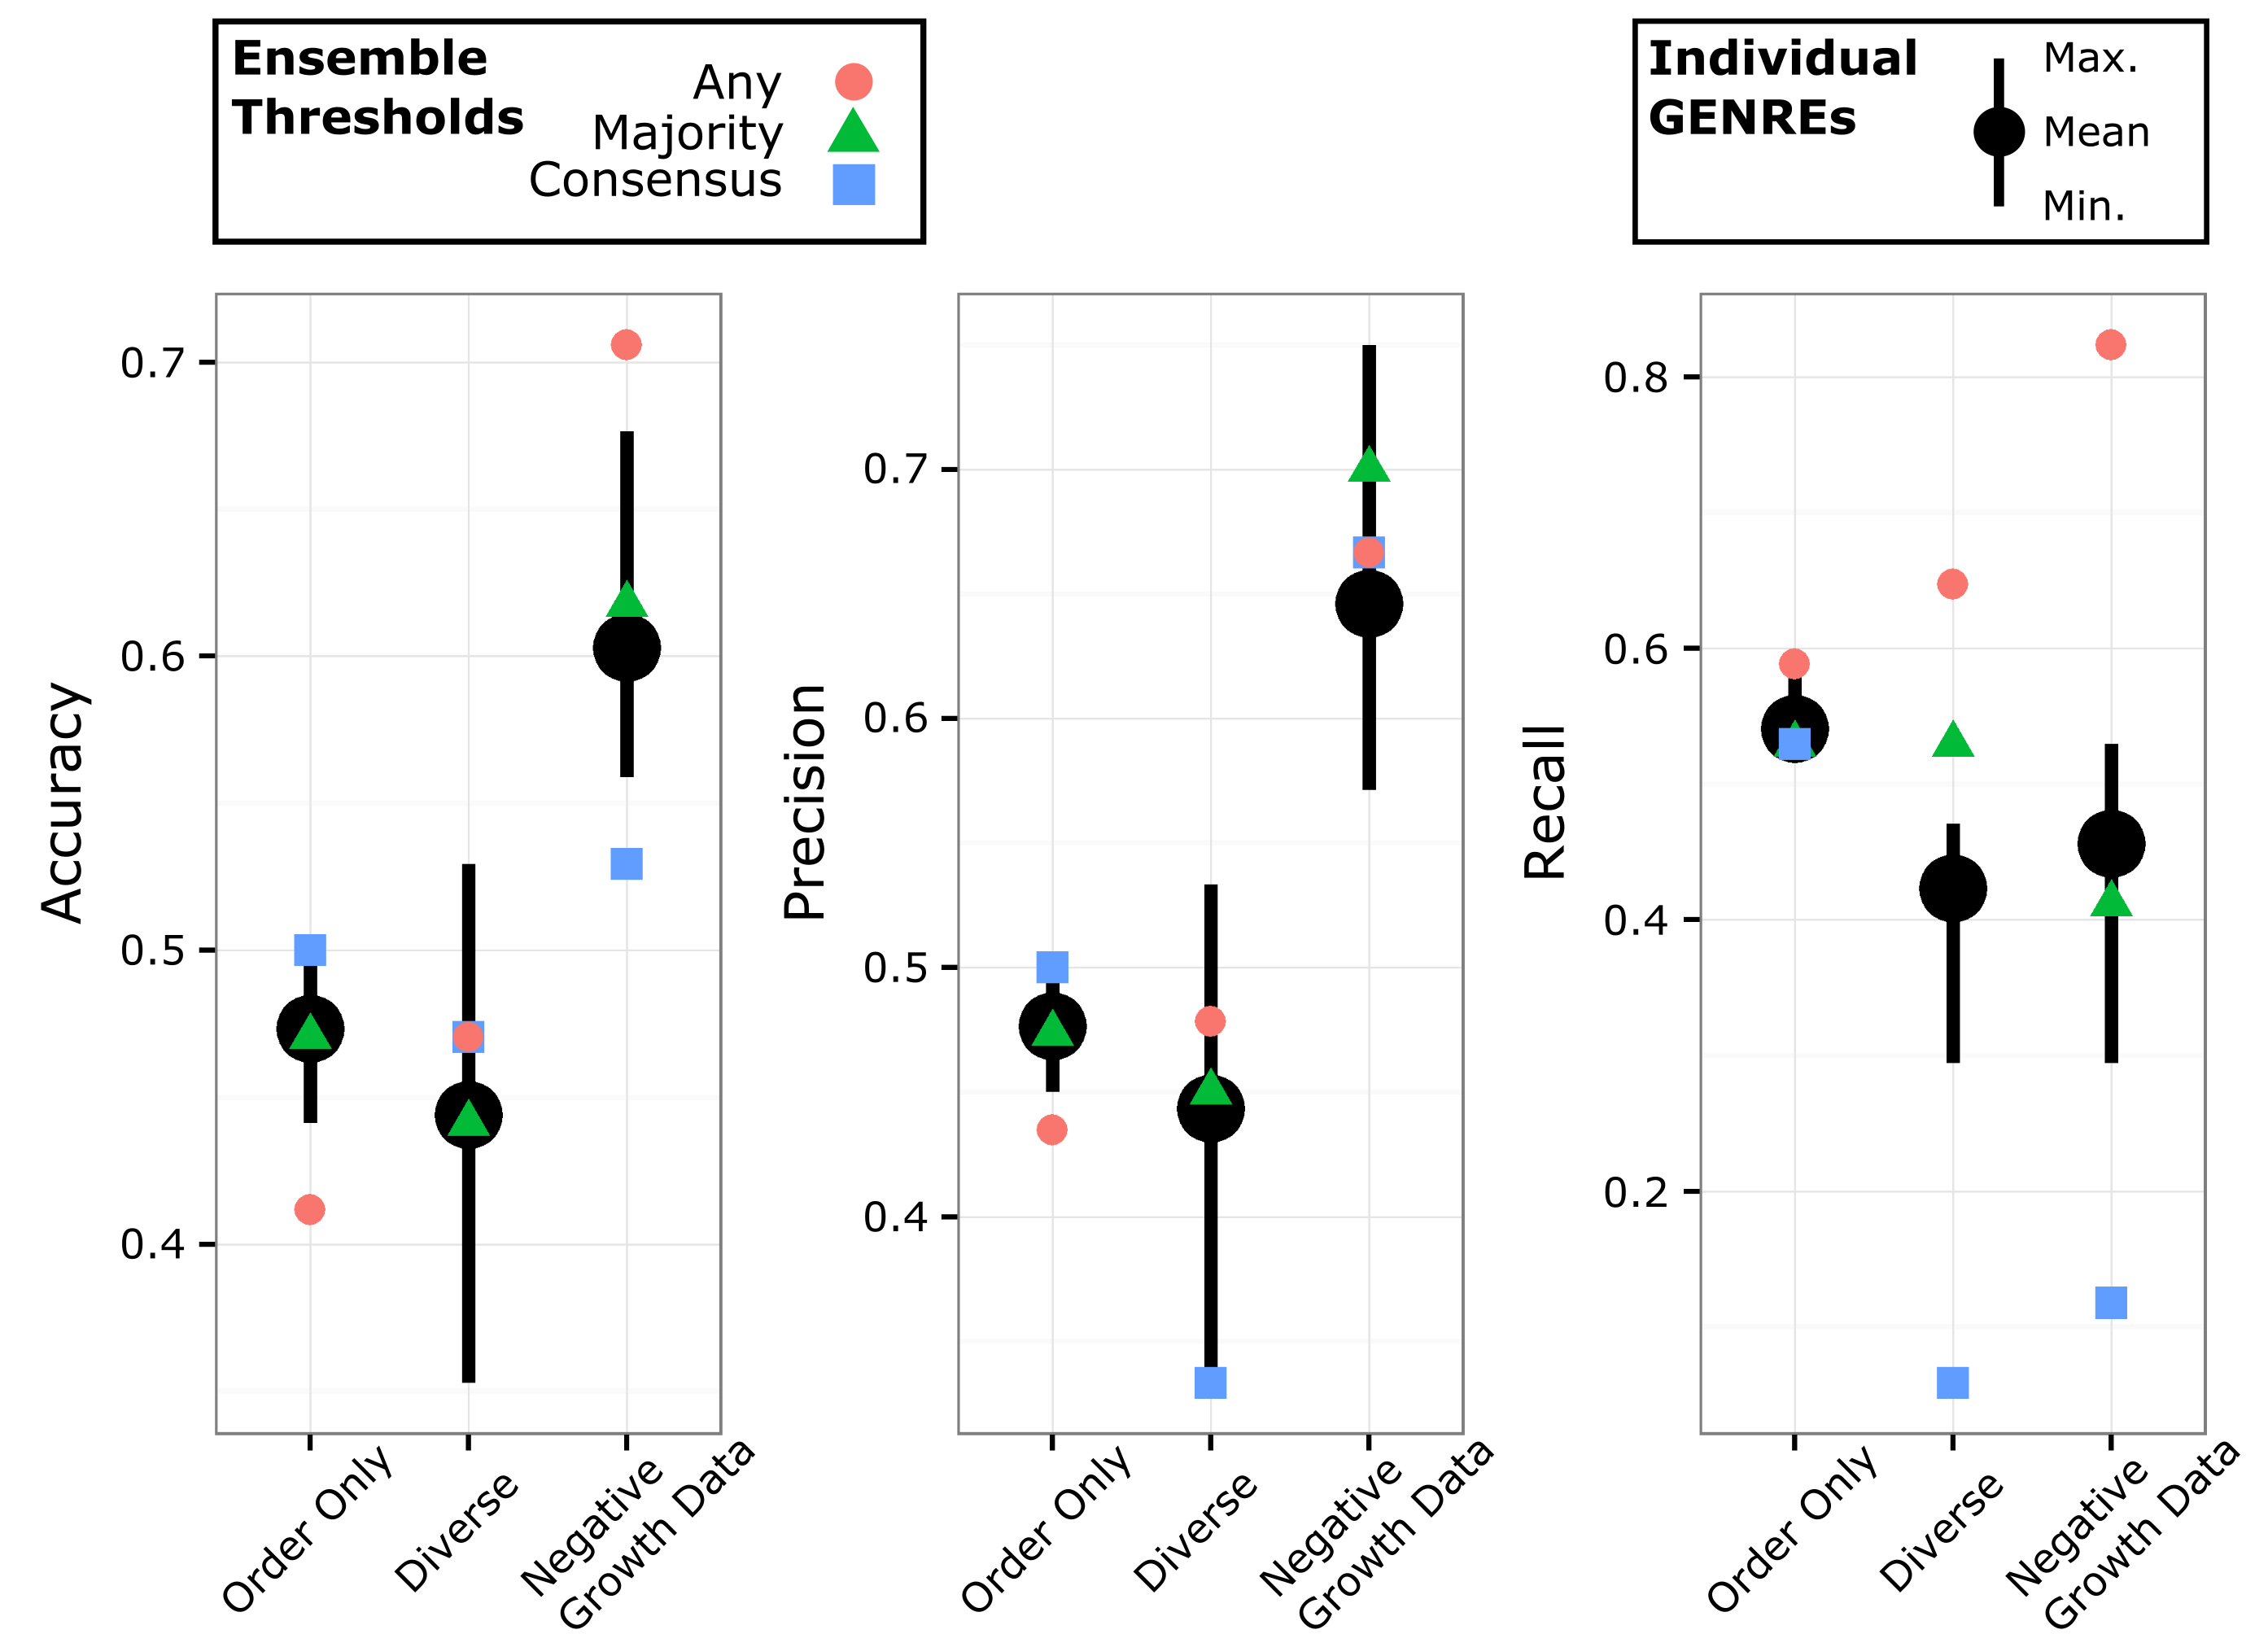 Ensemble
Thresholds
Any
Majority
Consensus
Individual
GENREs
Max.
Mean
Min.
Accuracy
0.7
0.6
0.5
0.4
Order Only
Diverse
Negative
Growth Data
Precision
0.7
0.6
0.5
0.4
Order Only
Diverse
Negative
Growth Data
Recall
0.8
0.6
0.4
0.2
Order Only
Diverse
Negative
Growth Data